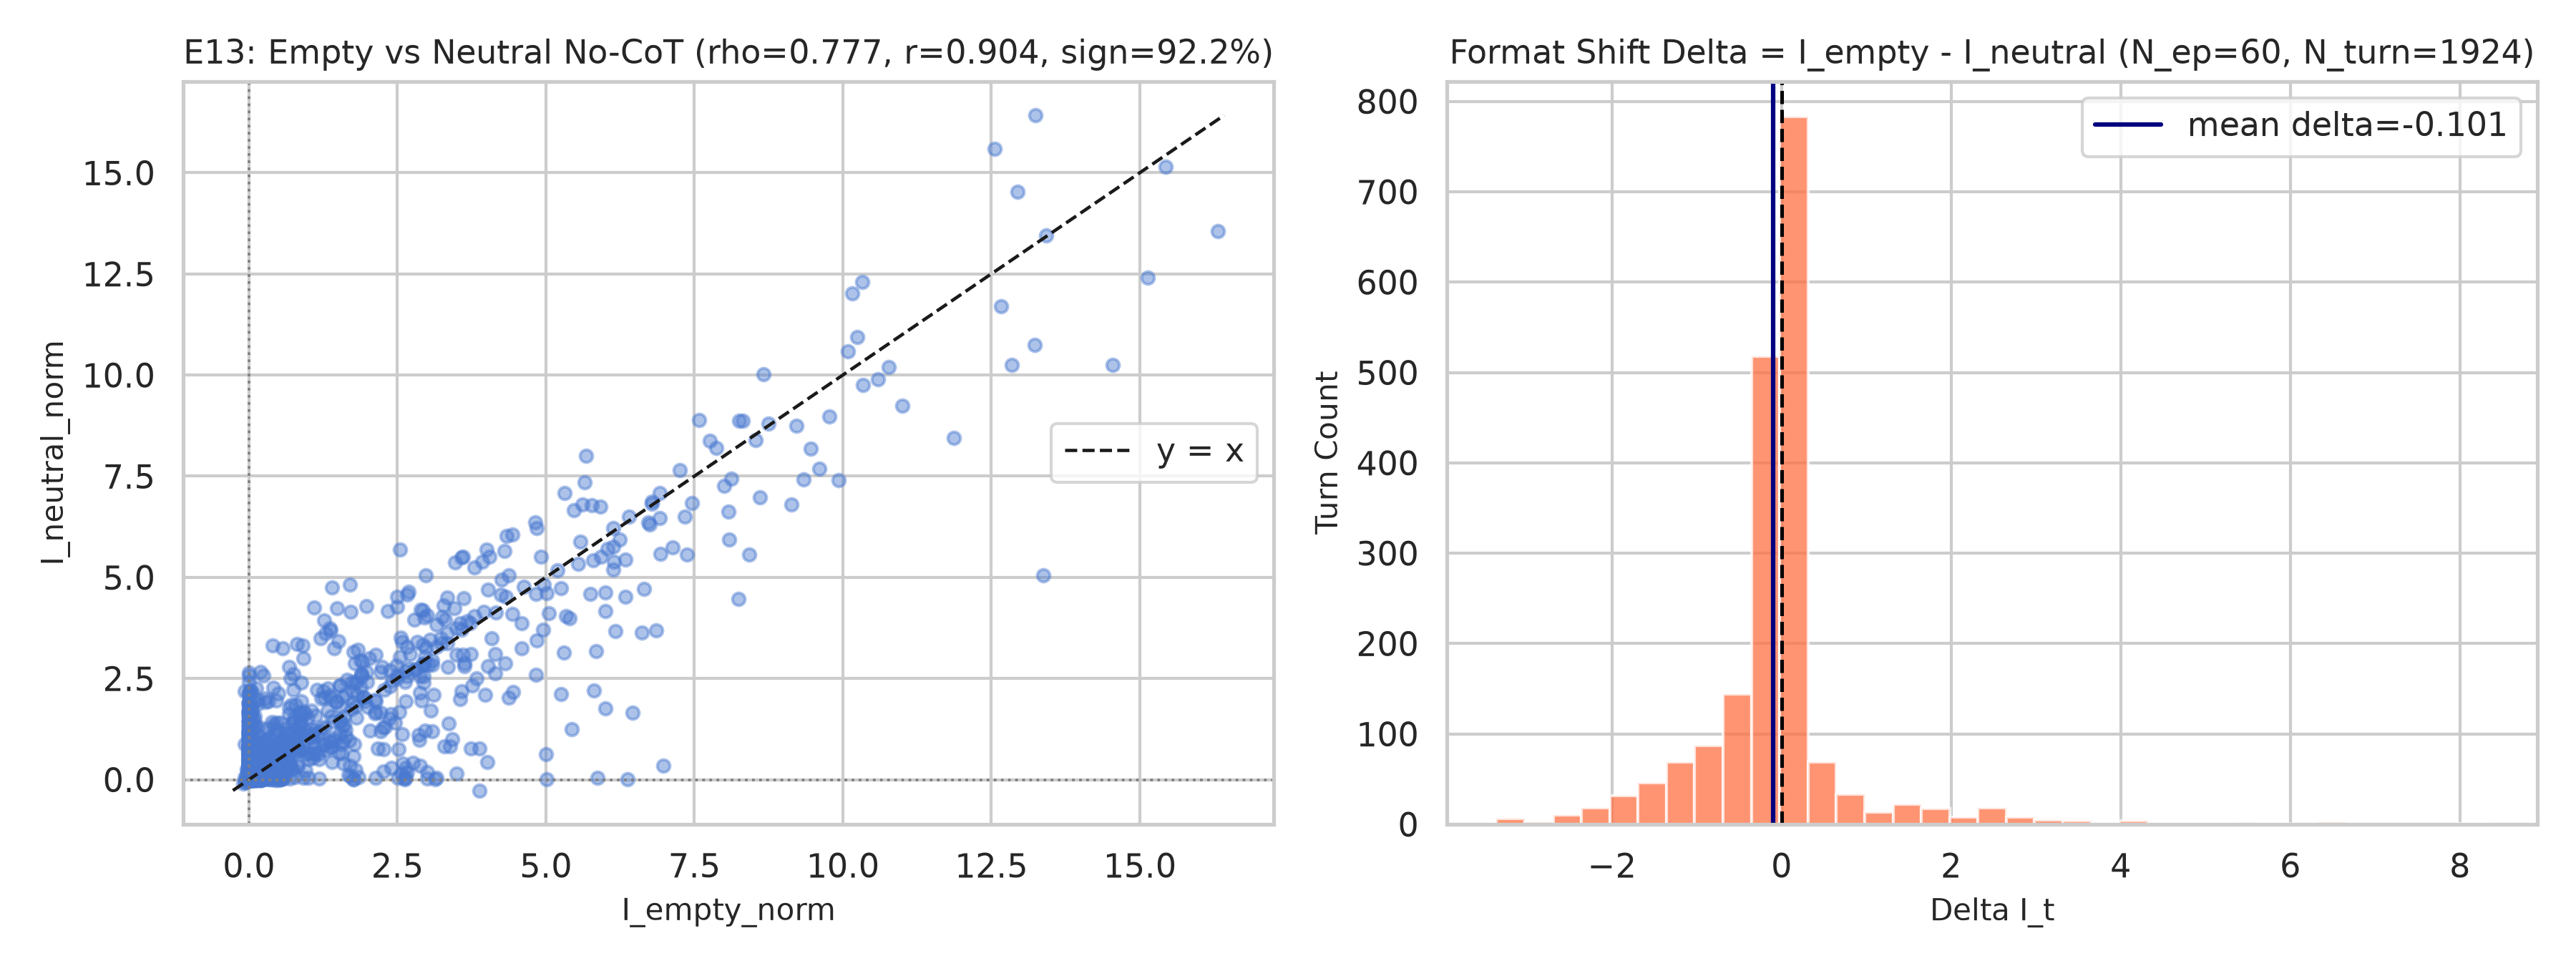 E13: Empty vs Neutral No-CoT (rho=0.777, r=0.904, sign=92.2%)
I_neutral_norm
15.0
12.5
10.0
7.5
5.0
2.5
0.0
y = x
0.0 2.5 5.0 7.5 10.0 12.5 15.0
I_empty_norm
Format Shift Delta = I_empty - I_neutral (N_ep=60, N_turn=1924)
Turn Count
800
700
600
500
400
300
200
100
0
mean delta=-0.101
−2 0 2 4 6 8
Delta I_t